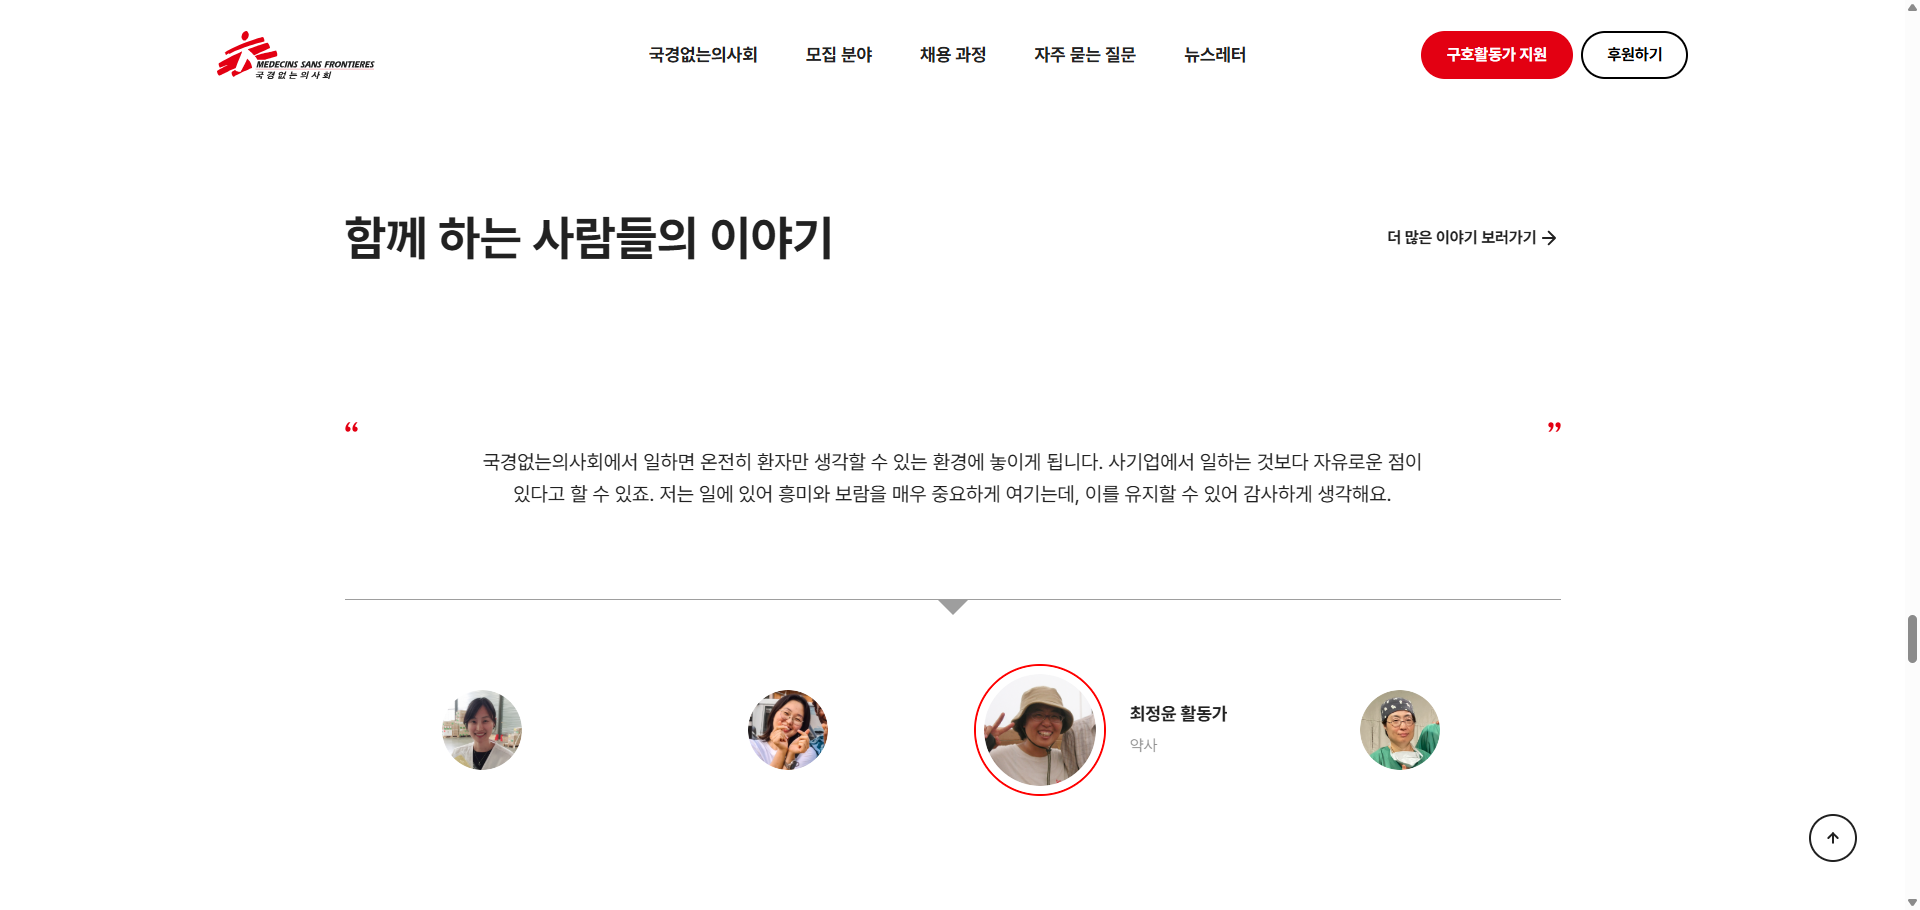 MEDECINS SANS FRONTIERES
국경없는의사회
국경없는의사회
모집 분야
채용 과정
자주 묻는 질문
뉴스레터
구호활동가 지원
후원하기
함께 하는 사람들의 이야기
더 많은 이야기 보러가기
“ ”
국경없는의사회에서 일하면 온전히 환자만 생각할 수 있는 환경에 놓이게 됩니다. 사기업에서 일하는 것보다 자유로운 점이
있다고 할 수 있죠. 저는 일에 있어 흥미와 보람을 매우 중요하게 여기는데, 이를 유지할 수 있어 감사하게 생각해요.
최정윤 활동가
약사